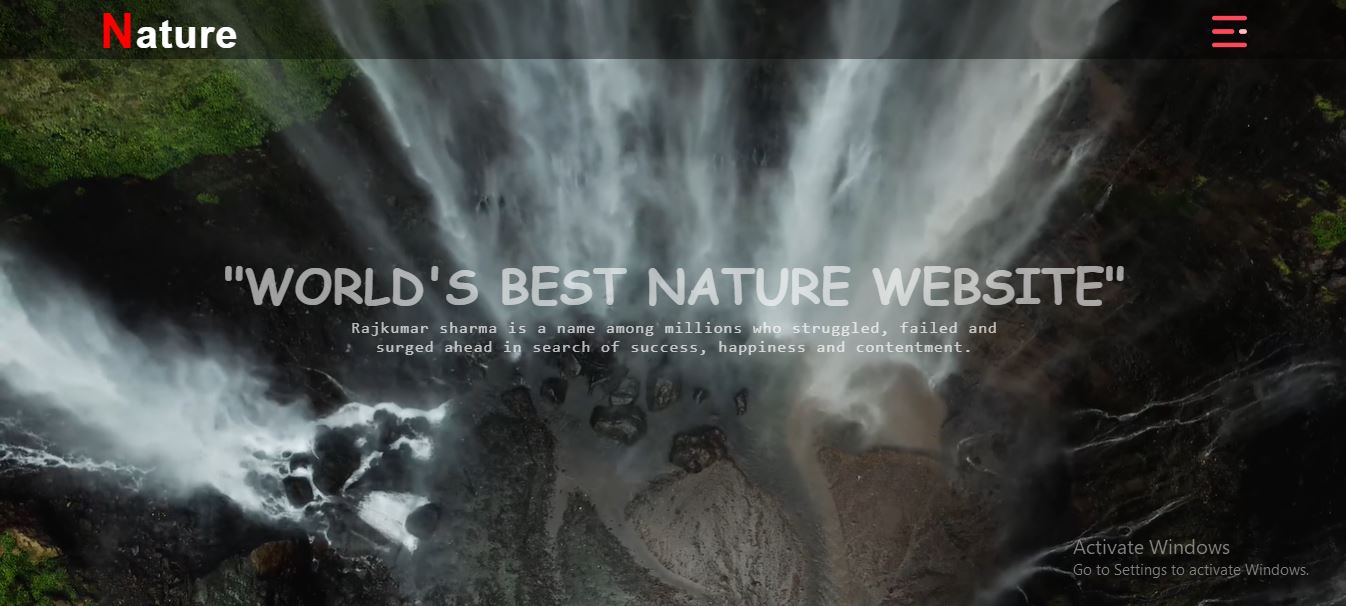 Nature
"WORLD'S BEST NATURE WEBSITE"
Rajkumar sharma is a name among millions who struggled, failed and
surged ahead in search of success, happiness and contentment.
Activate Windows
Go to Settings to activate Windows.